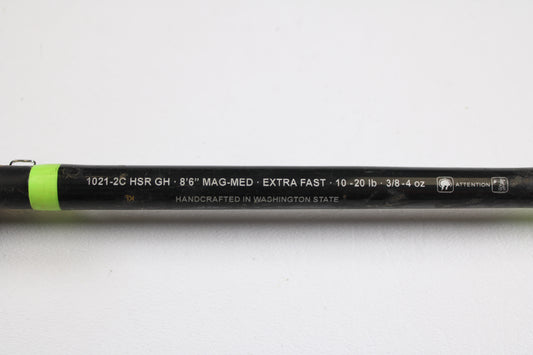 1021-2C HSR GH · 8'6" MAG-MED · EXTRA FAST · 10 -20 lb · 3/8-4 oz ATTENTION
HANDCRAFTED IN WASHINGTON STATE